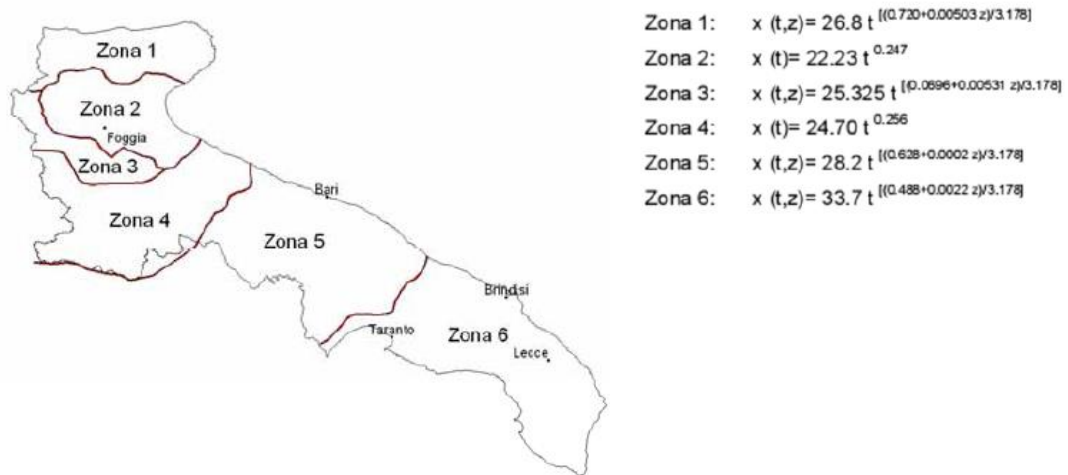 Zona 1
Zona 2
Foggia
Zona 3
Zona 4
Bari
Zona 5
Brindisi
Taranto
Zona 6
Lecce
Zona 1: x (t,z)= 26.8 t [(0.720+0.00503 z)/3.178]
Zona 2: x (t)= 22.23 t 0.247
Zona 3: x (t,z)= 25.325 t [(0.0696+0.00531 z)/3.178]
Zona 4: x (t)= 24.70 t 0.256
Zona 5: x (t,z)= 28.2 t [(0.628+0.0002 z)/3.178]
Zona 6: x (t,z)= 33.7 t [(0.488+0.0022 z)/3.178]